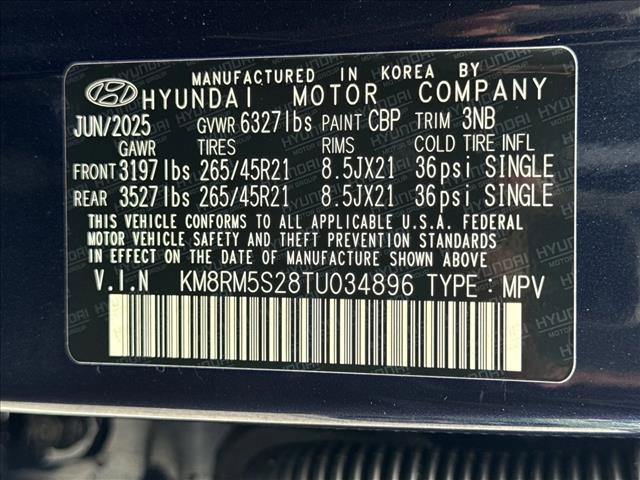 MANUFACTURED IN KOREA BY
HYUNDAI MOTOR COMPANY
JUN/2025 GVWR 6327lbs PAINT CBP TRIM 3NB
GAWR TIRES RIMS COLD TIRE INFL
FRONT 3197lbs 265/45R21 8.5JX21 36psi SINGLE
REAR 3527lbs 265/45R21 8.5JX21 36psi SINGLE
THIS VEHICLE CONFORMS TO ALL APPLICABLE U.S.A. FEDERAL
MOTOR VEHICLE SAFETY AND THEFT PREVENTION STANDARDS
IN EFFECT ON THE DATE OF MANUFACTURE SHOWN ABOVE
V.I.N KM8RM5S28TU034896 TYPE : MPV